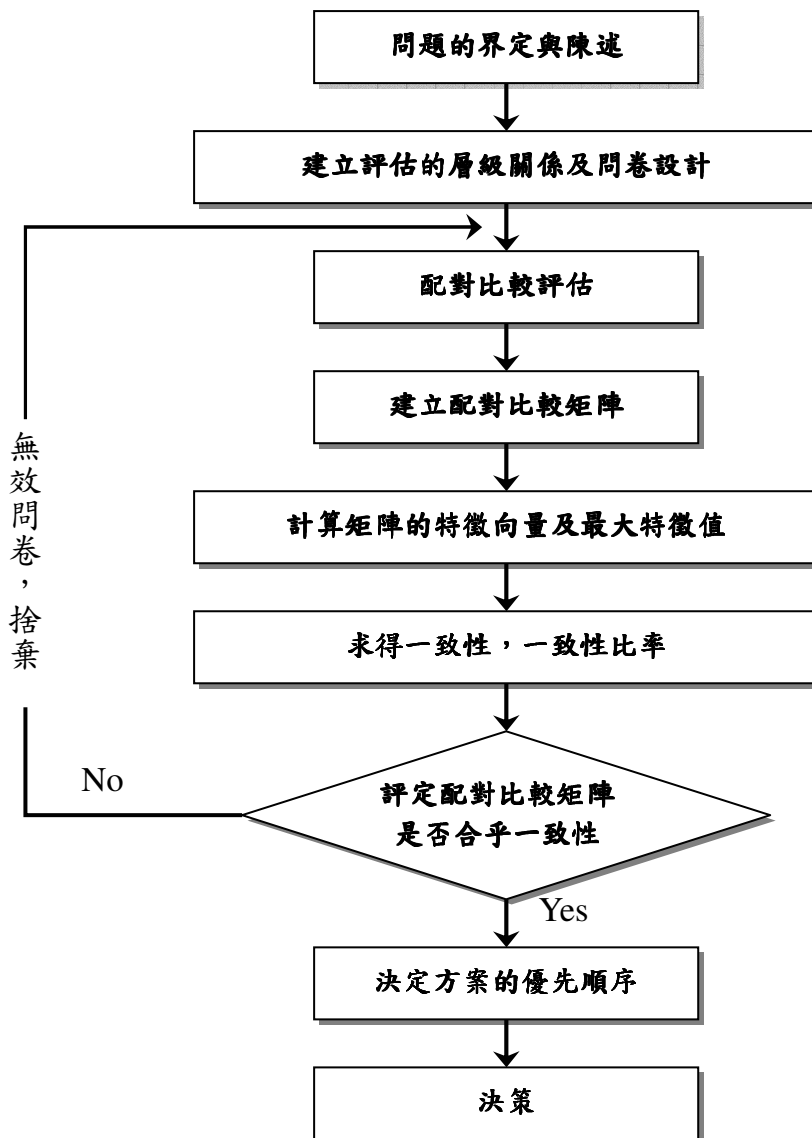 問題的界定與陳述
建立評估的層級關係及問卷設計
配對比較評估
建立配對比較矩陣
計算矩陣的特徵向量及最大特徵值
求得一致性，一致性比率
評定配對比較矩陣
是否合乎一致性
No
無效問卷，捨棄
Yes
決定方案的優先順序
決策